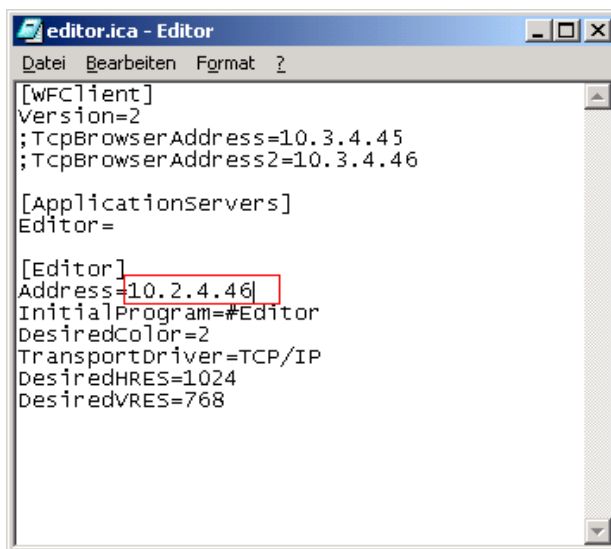 editor.ica - Editor
Datei Bearbeiten Format ?
[WFClient]
Version=2
;TcpBrowserAddress=10.3.4.45
;TcpBrowserAddress2=10.3.4.46
[ApplicationServers]
Editor=
[Editor]
Address=10.2.4.46
InitialProgram=#Editor
DesiredColor=2
TransportDriver=TCP/IP
DesiredHRES=1024
DesiredVRES=768